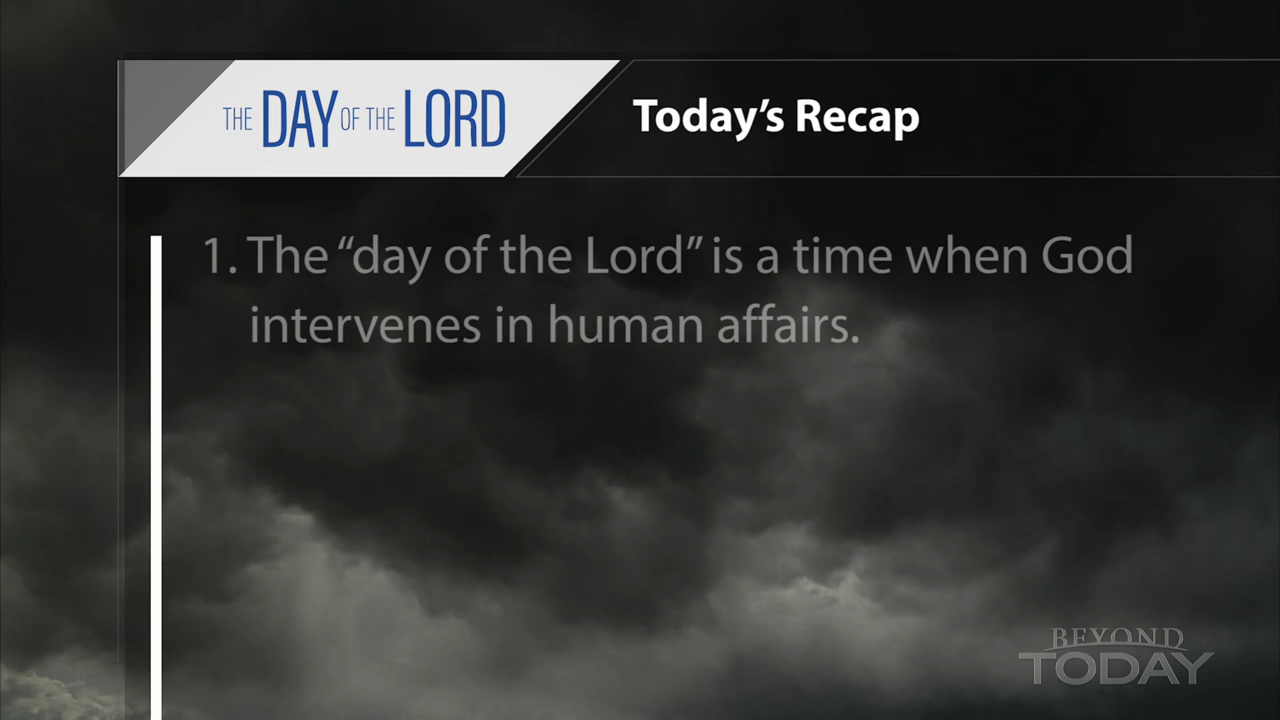 THE DAY OF THE LORD
Today’s Recap
1. The “day of the Lord” is a time when God
intervenes in human affairs.
BEYOND
TODAY